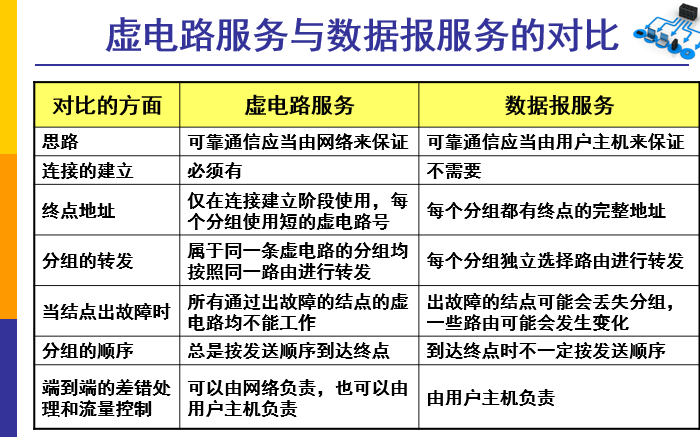 虚电路服务与数据报服务的对比
对比的方面 虚电路服务 数据报服务
思路 可靠通信应当由网络来保证 可靠通信应当由用户主机来保证
连接的建立 必须有 不需要
终点地址 仅在连接建立阶段使用，每 每个分组都有终点的完整地址
个分组使用短的虚电路号
分组的转发 属于同一条虚电路的分组均 每个分组独立选择路由进行转发
按照同一路由进行转发
当结点出故障时 所有通过出故障的结点的虚 出故障的结点可能会丢失分组，
电路均不能工作 一些路由可能会发生变化
分组的顺序 总是按发送顺序到达终点 到达终点时不一定按发送顺序
端到端的差错处 可以由网络负责，也可以由 由用户主机负责
理和流量控制 用户主机负责